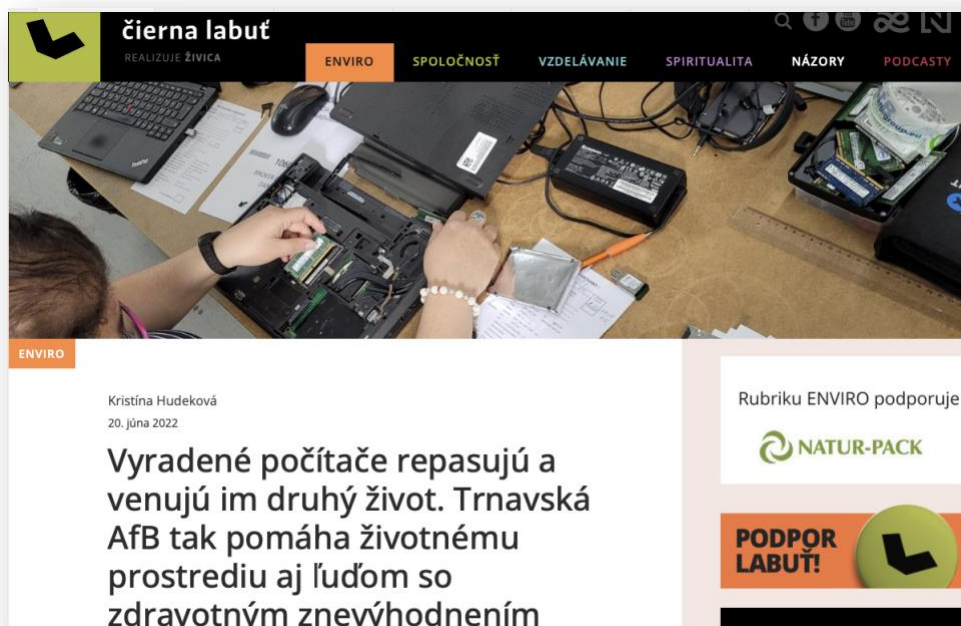 čierna labuť
REALIZUJE ŽIVICA
ENVIRO SPOLOČNOSŤ VZDELÁVANIE SPIRITUALITA NÁZORY PODCASTY
ENVIRO
Kristína Hudeková
20. júna 2022
Vyradené počítače repasujú a
venujú im druhý život. Trnavská
AfB tak pomáha životnému
prostrediu aj ľuďom so
zdravotným znevýhodnením
Rubriku ENVIRO podporuje
NATUR-PACK
PODPOR
LABUŤ!